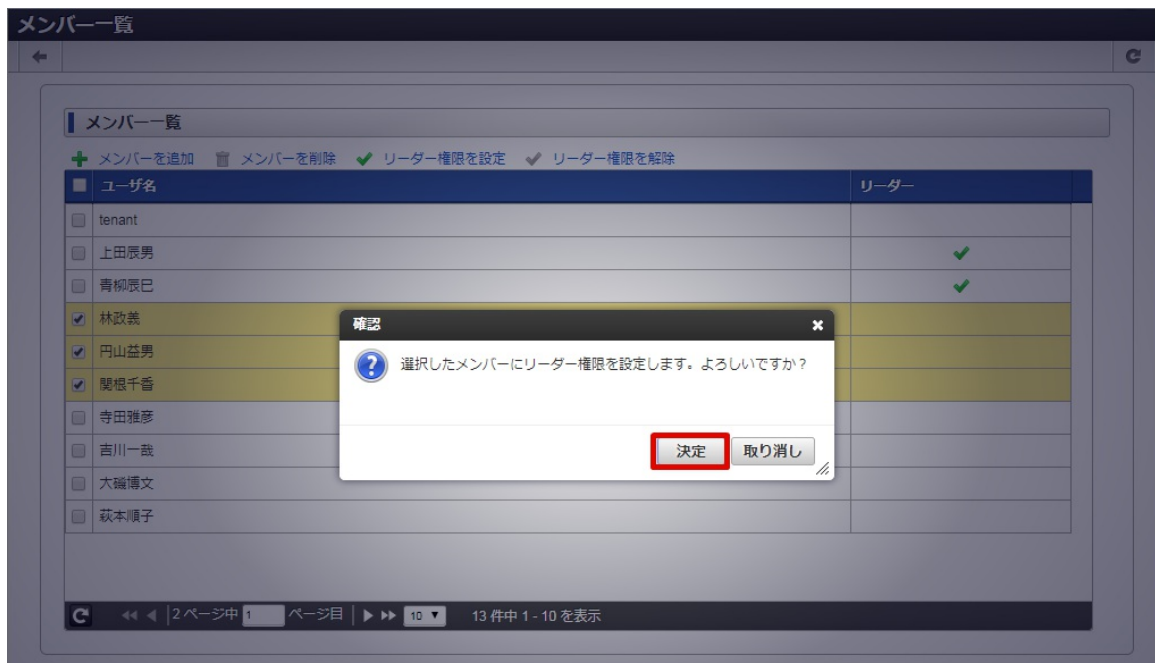 メンバー一覧
メンバー一覧
メンバーを追加 メンバーを削除 リーダー権限を設定 リーダー権限を解除
ユーザ名 リーダー
tenant
上田辰男
青柳辰巳
林政義
円山益男
関根千香
寺田雅彦
吉川一哉
大磯博文
萩本順子
確認
選択したメンバーにリーダー権限を設定します。よろしいですか？
決定 取り消し
2 ページ中 1 ページ目 10 13 件中 1 - 10 を表示